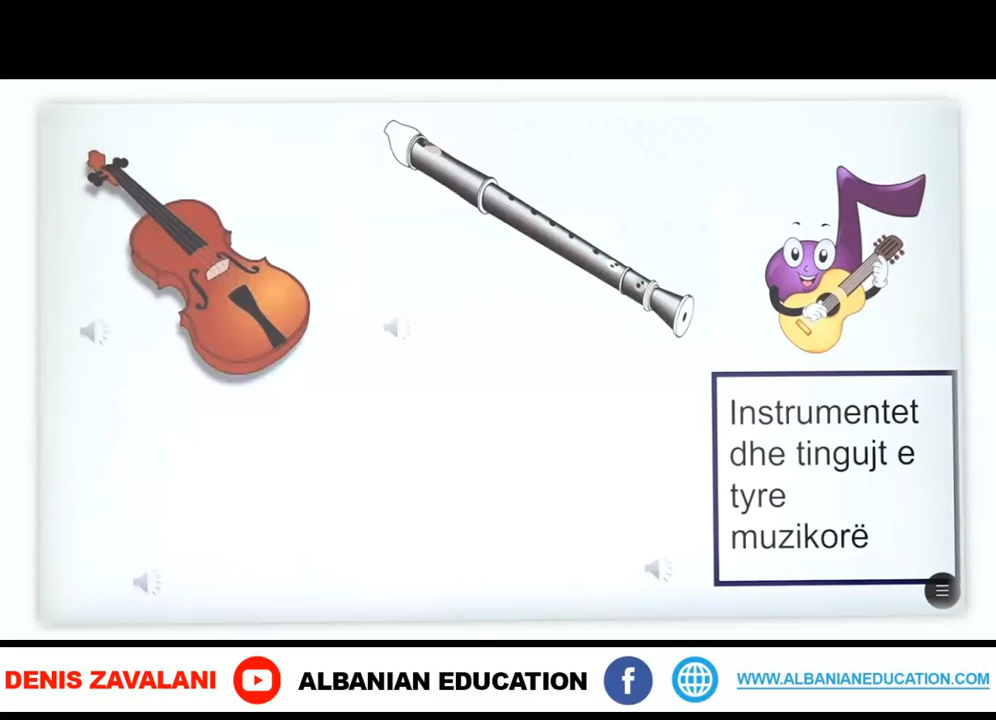 Instrumentet
dhe tingujt e
tyre
muzikorë
DENIS ZAVALANI ALBANIAN EDUCATION WWW.ALBANIANEDUCATION.COM